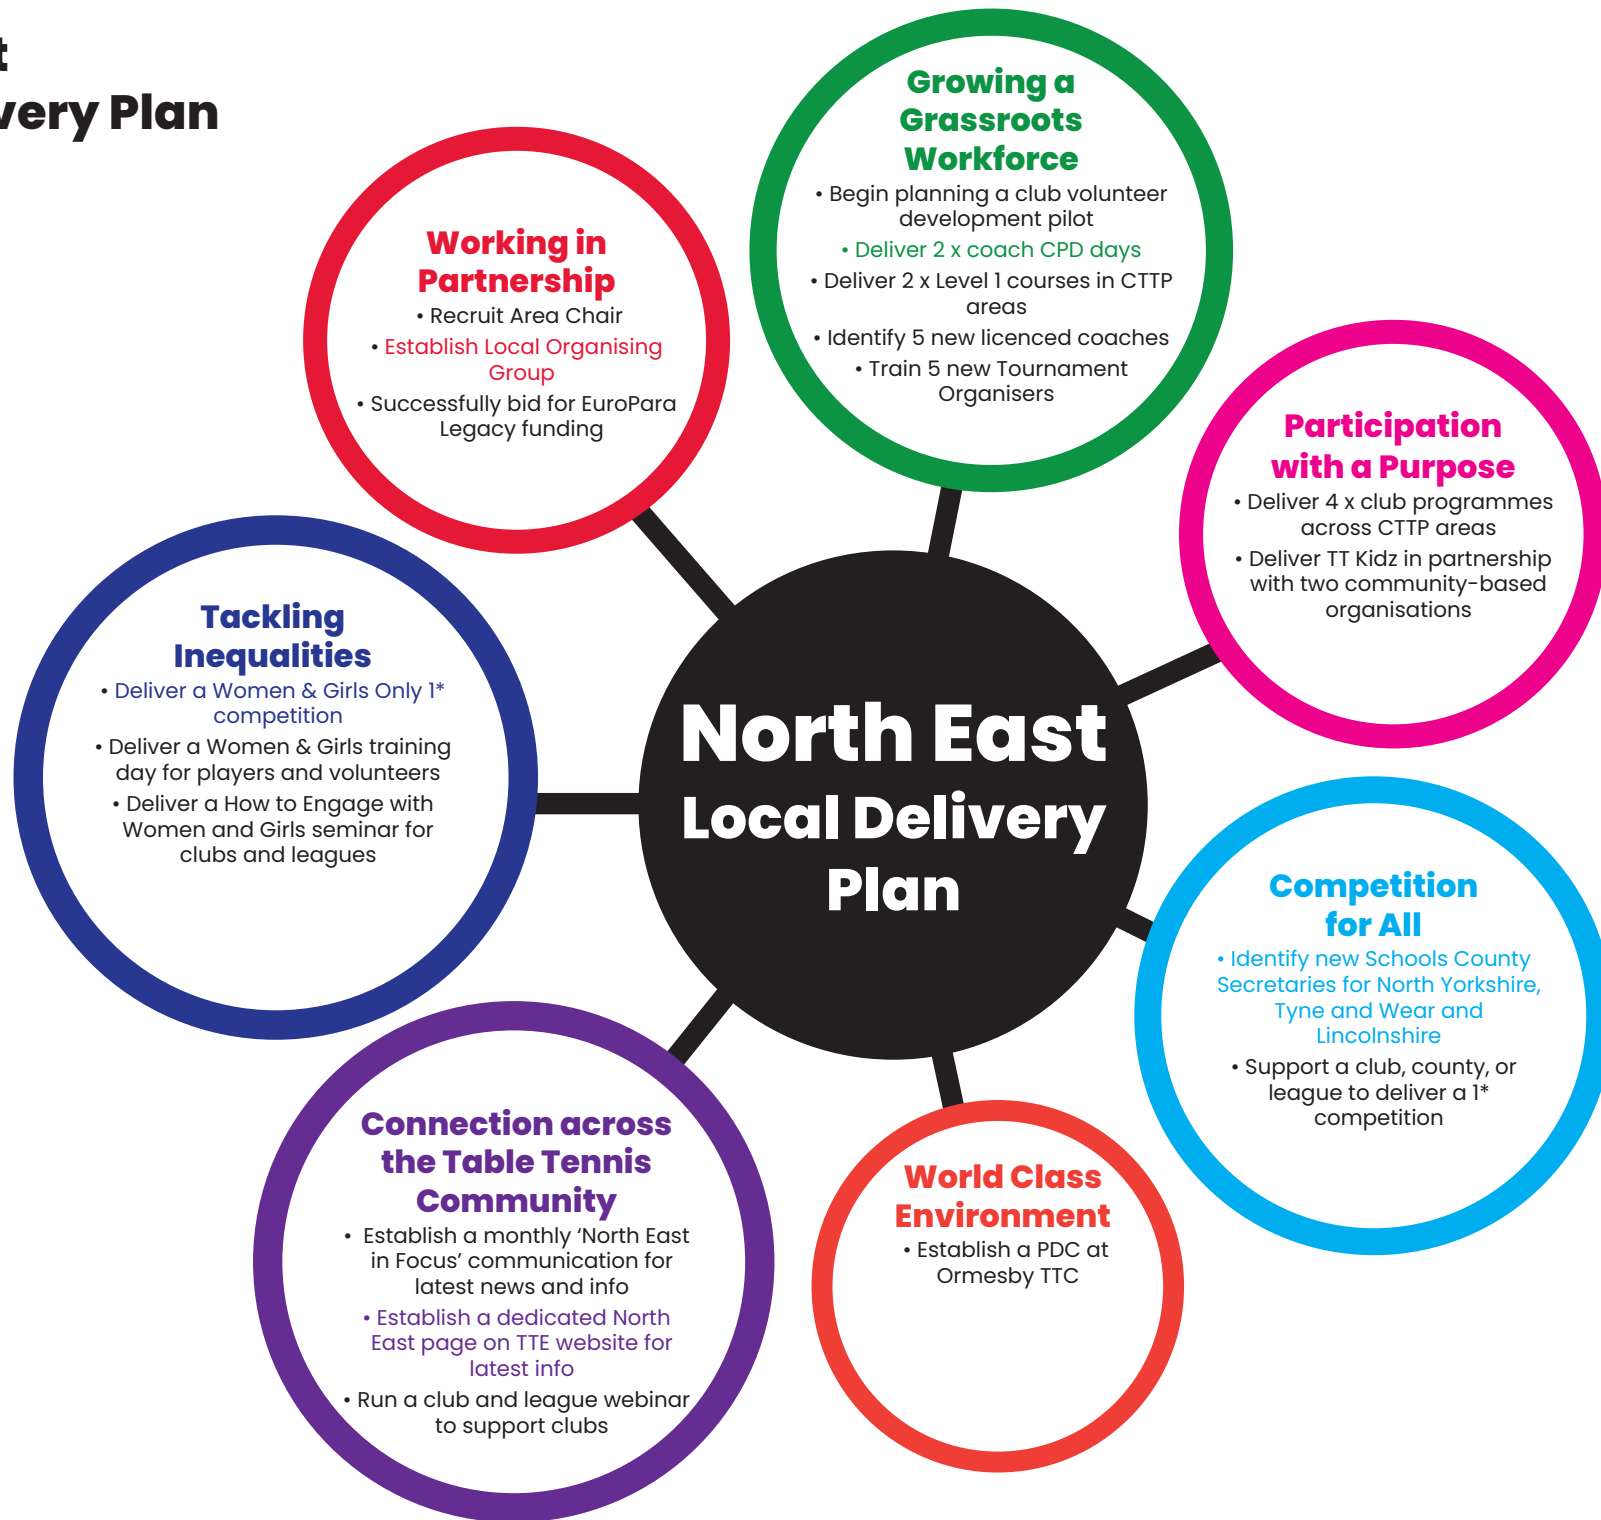 t
very Plan
Growing a
Grassroots
Workforce
• Begin planning a club volunteer
development pilot
• Deliver 2 x coach CPD days
• Deliver 2 x Level 1 courses in CTTP
areas
• Identify 5 new licenced coaches
• Train 5 new Tournament
Organisers
Working in
Partnership
• Recruit Area Chair
• Establish Local Organising
Group
• Successfully bid for EuroPara
Legacy funding
Participation
with a Purpose
• Deliver 4 x club programmes
across CTTP areas
• Deliver TT Kidz in partnership
with two community-based
organisations
Tackling
Inequalities
• Deliver a Women & Girls Only 1*
competition
• Deliver a Women & Girls training
day for players and volunteers
• Deliver a How to Engage with
Women and Girls seminar for
clubs and leagues
North East
Local Delivery
Plan
Competition
for All
• Identify new Schools County
Secretaries for North Yorkshire,
Tyne and Wear and
Lincolnshire
• Support a club, county, or
league to deliver a 1*
competition
Connection across
the Table Tennis
Community
• Establish a monthly ‘North East
in Focus’ communication for
latest news and info
• Establish a dedicated North
East page on TTE website for
latest info
• Run a club and league webinar
to support clubs
World Class
Environment
• Establish a PDC at
Ormesby TTC